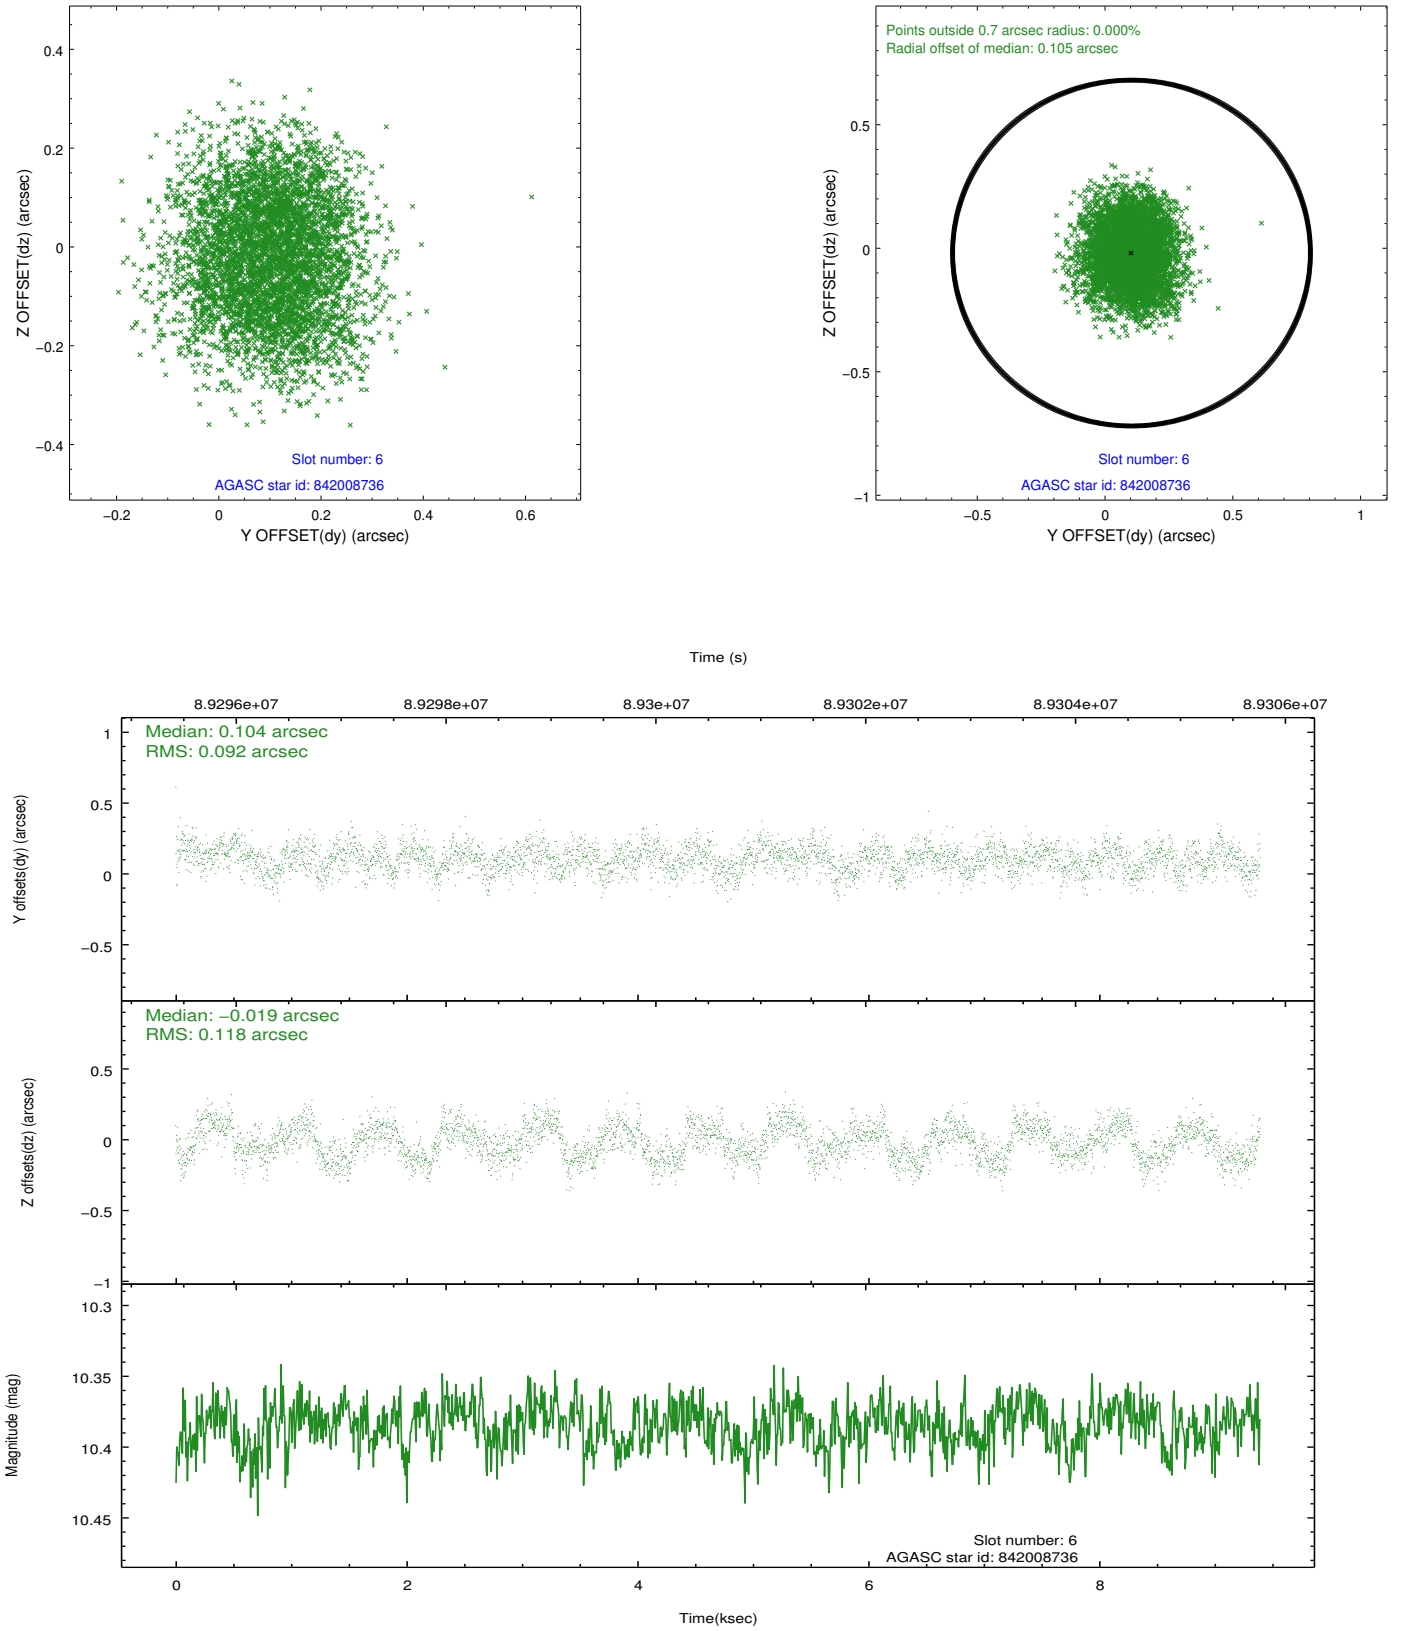 0.4
0.2
0
−0.2
−0.4
Z OFFSET(dz) (arcsec)
Slot number: 6
AGASC star id: 842008736
−0.2
0
0.2
0.4
0.6
Y OFFSET(dy) (arcsec)
Points outside 0.7 arcsec radius: 0.000%
Radial offset of median: 0.105 arcsec
0.5
0
−0.5
−1
Z OFFSET(dz) (arcsec)
Slot number: 6
AGASC star id: 842008736
−0.5
0
0.5
1
Y OFFSET(dy) (arcsec)
Time (s)
8.9296e+07
8.9298e+07
8.93e+07
8.9302e+07
8.9304e+07
8.9306e+07
Median: 0.104 arcsec
RMS: 0.092 arcsec
1
0.5
0
−0.5
Y offsets(dy) (arcsec)
Median: −0.019 arcsec
RMS: 0.118 arcsec
0.5
0
−0.5
−1
Z offsets(dz) (arcsec)
10.3
10.35
10.4
10.45
Magnitude (mag)
Slot number: 6
AGASC star id: 842008736
0
2
4
6
8
Time(ksec)